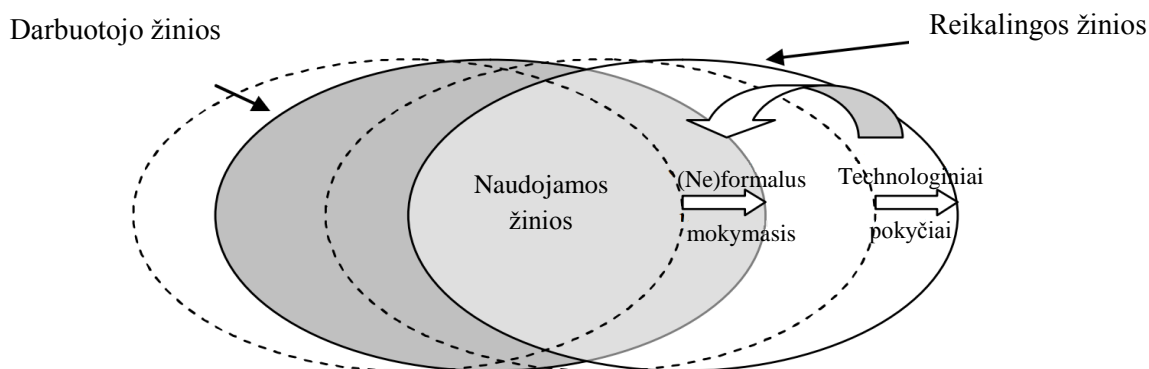 Darbuotojo žinios
Reikalingos žinios
Naudojamos
žinios
(Ne)formalus
mokymasis
Technologiniai
pokyčiai